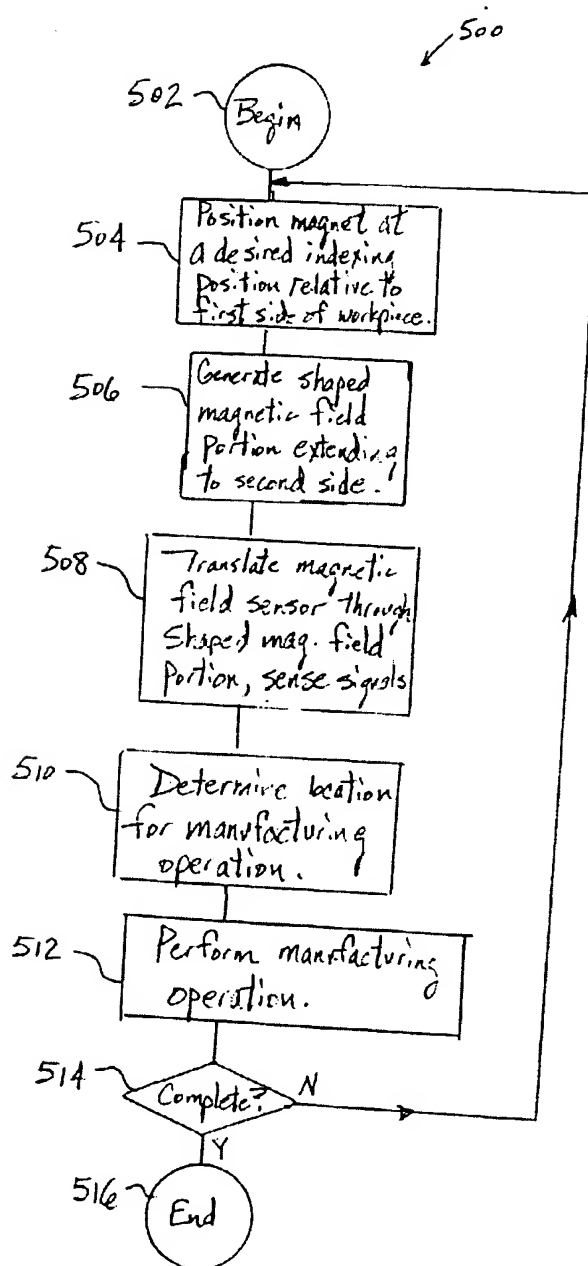 500
502
Begin
504
Position magnet at
a desired indexing
position relative to
first side of workpiece.
506
Generate shaped
magnetic field
portion extending
to second side.
508
Translate magnetic
field sensor through
shaped mag. field
portion, sense signals
510
Determine location
for manufacturing
operation.
512
Perform manufacturing
operation.
514
Complete?
N
Y
516
End